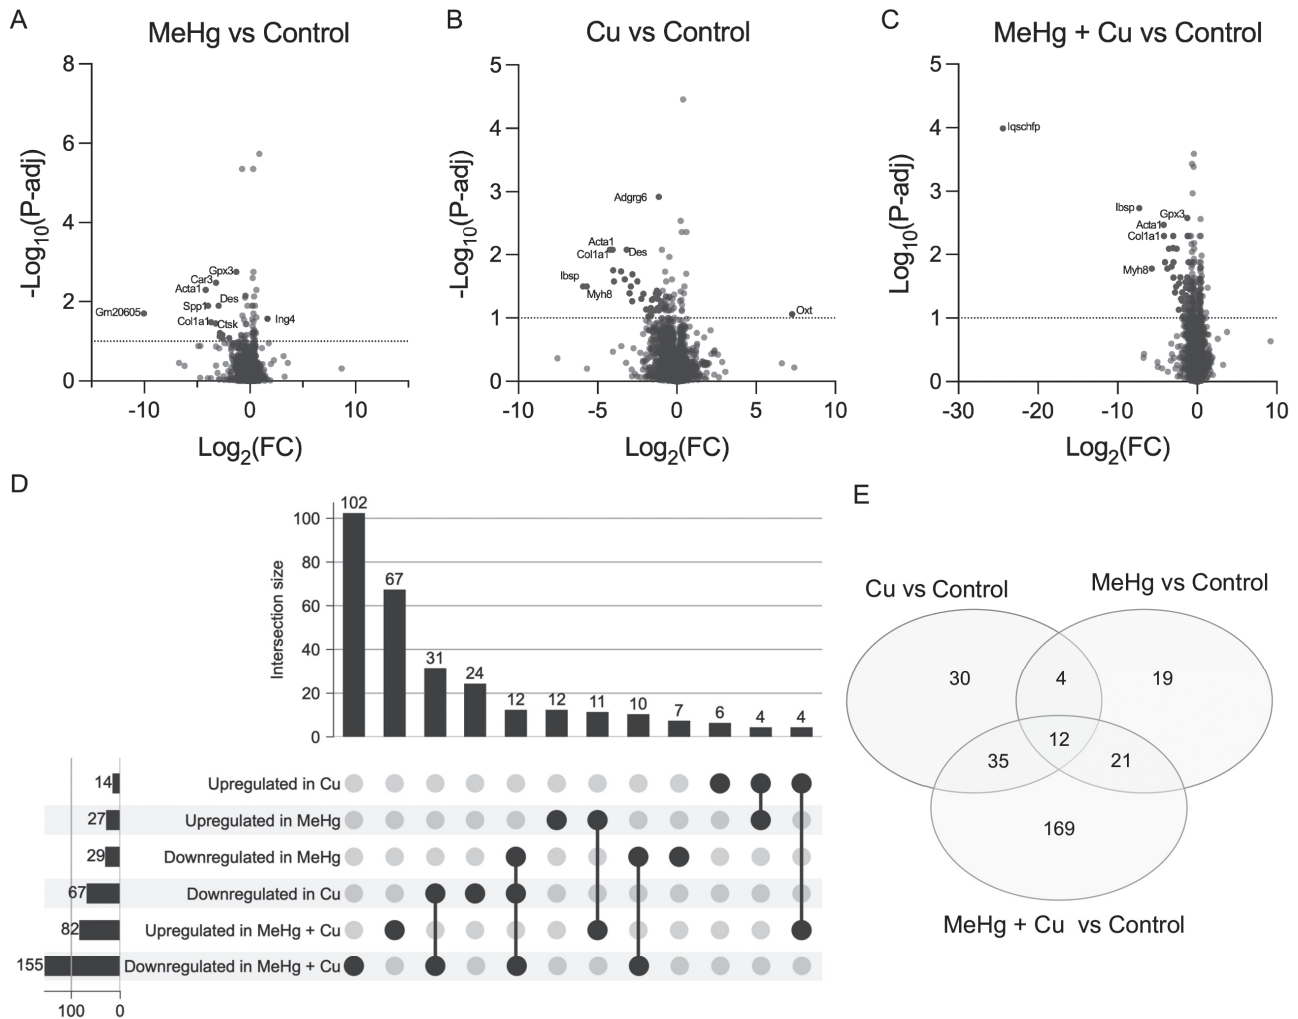 A
MeHg vs Control
-Log10(P-adj)
8
6
4
2
0
-10
0
10
Log2(FC)
Gpx3
Car3
Acta1
Des
Spp1
Gm20605
Col1a1
Ctsk
Ing4
B
Cu vs Control
-Log10(P-adj)
5
4
3
2
1
0
-10
-5
0
5
10
Log2(FC)
Adgrg6
Acta1
Col1a1
Des
Ibsp
Myh8
Oxt
C
MeHg + Cu vs Control
Log10(P-adj)
5
4
3
2
1
0
-30
-20
-10
0
10
Log2(FC)
Iqschfp
Ibsp
Gpx3
Acta1
Col1a1
Myh8
D
Intersection size
100
80
60
40
20
0
102
67
31
24
12
12
11
10
7
6
4
4
14 Upregulated in Cu
27 Upregulated in MeHg
29 Downregulated in MeHg
67 Downregulated in Cu
82 Upregulated in MeHg + Cu
155 Downregulated in MeHg + Cu
100 0
E
Cu vs Control
MeHg vs Control
30
4
19
12
35
21
169
MeHg + Cu vs Control